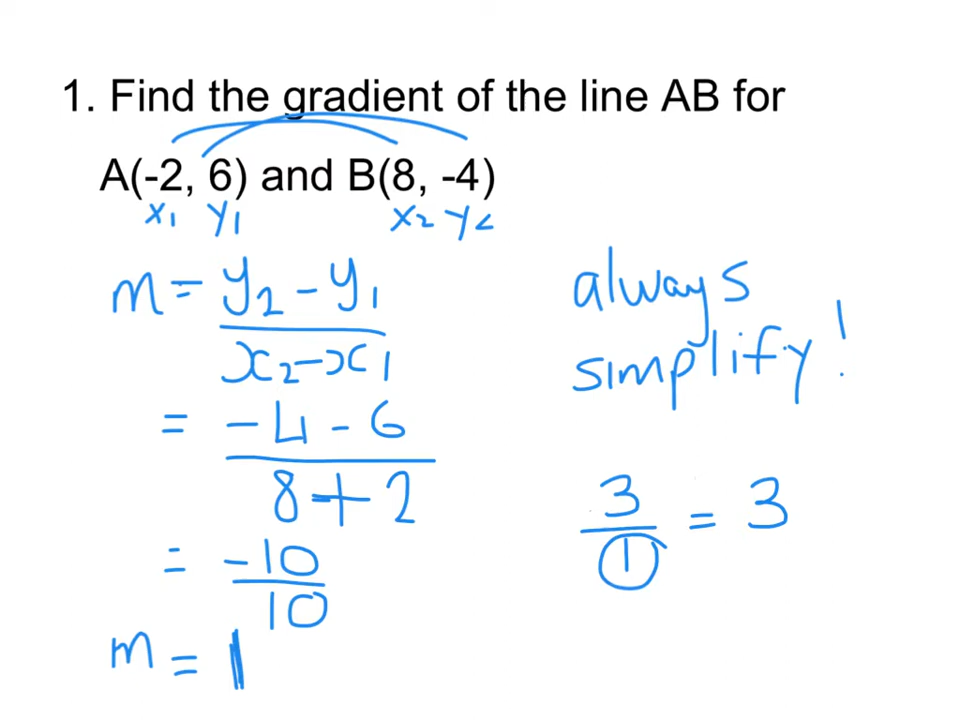 1. Find the gradient of the line AB for
A(-2, 6) and B(8, -4)
x₁ y₁ x₂ y₂
m = y₂ - y₁ / x₂ - x₁
= -4 - 6 / 8 + 2
= -10 / 10
m = 1
always
simplify!
3 / 1 = 3